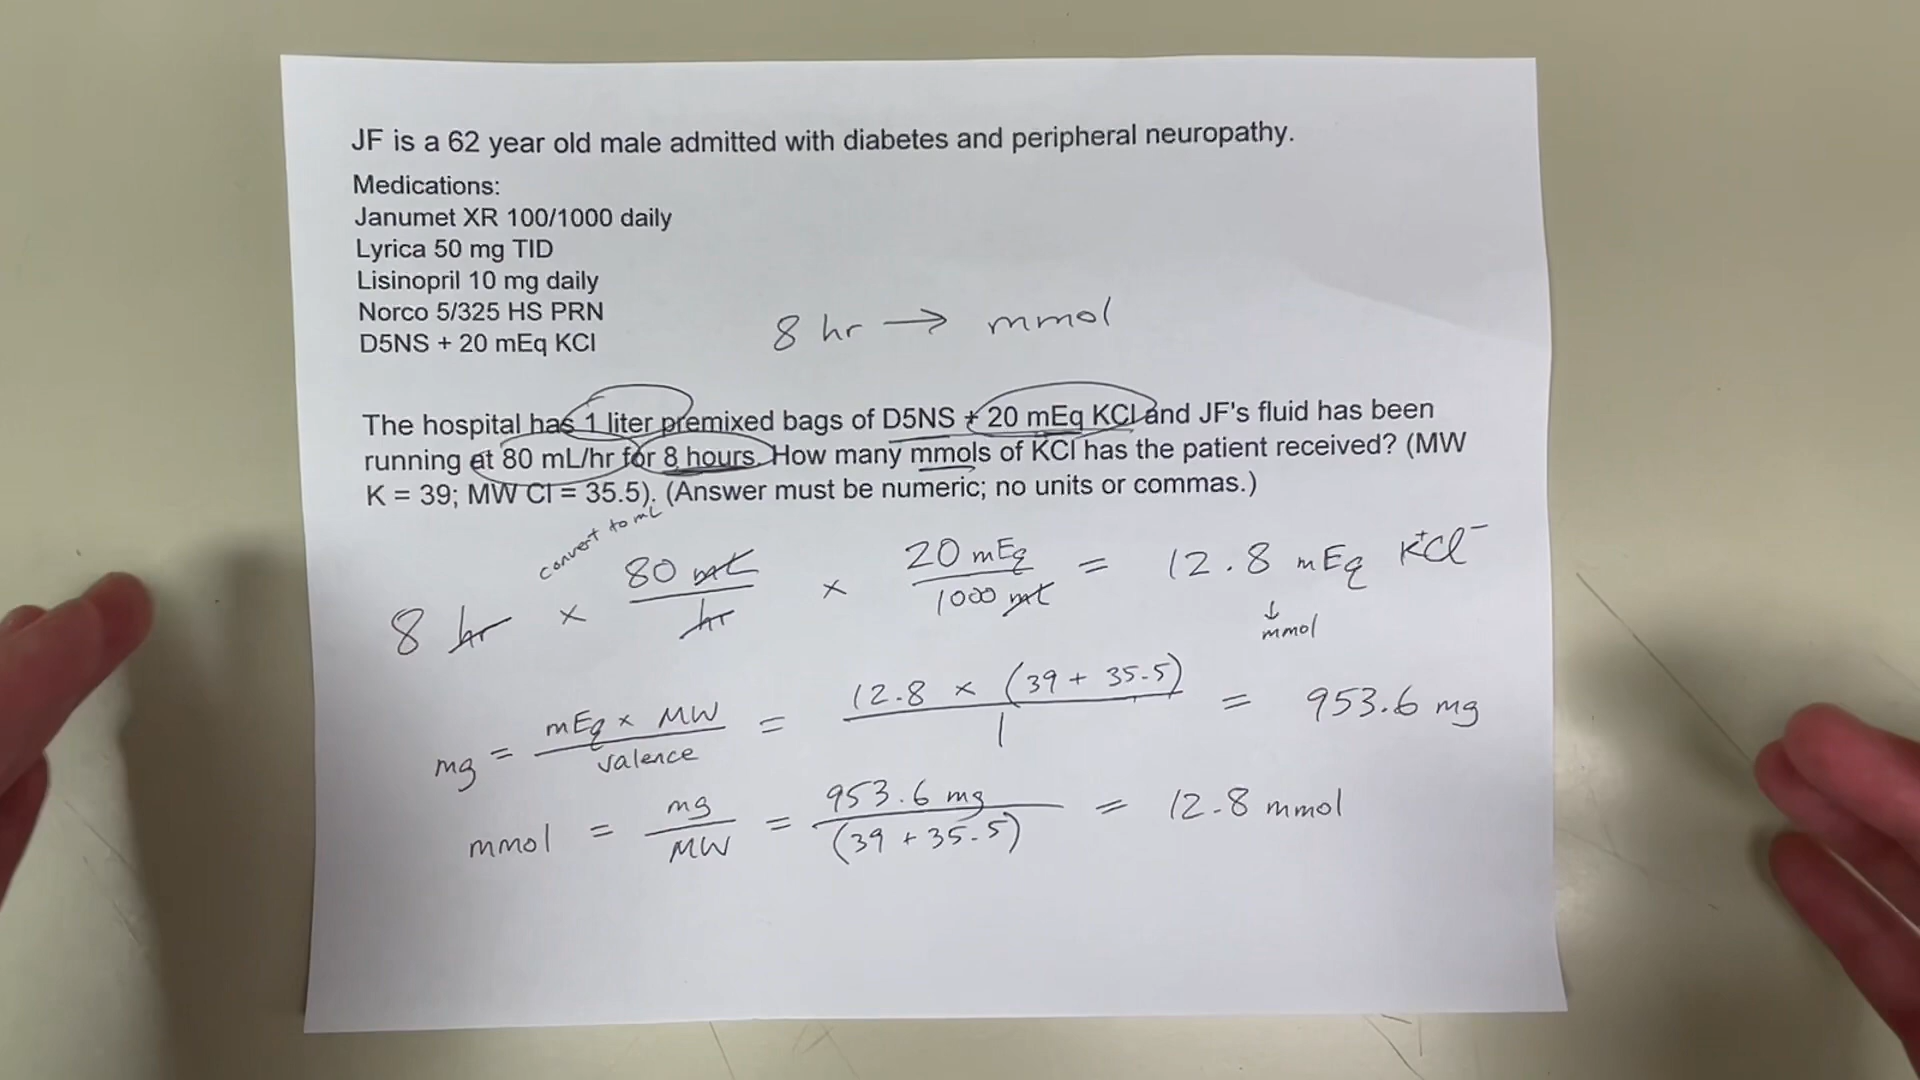 JF is a 62 year old male admitted with diabetes and peripheral neuropathy.
Medications:
Janumet XR 100/1000 daily
Lyrica 50 mg TID
Lisinopril 10 mg daily
Norco 5/325 HS PRN
D5NS + 20 mEq KCl
8 hr → mmol
The hospital has 1 liter premixed bags of D5NS + 20 mEq KCl and JF's fluid has been
running at 80 mL/hr for 8 hours. How many mmols of KCl has the patient received? (MW
K = 39; MW Cl = 35.5). (Answer must be numeric; no units or commas.)
convert to mL
8 hr × 80 mL / hr × 20 mEq / 1000 mL = 12.8 mEq K⁺Cl⁻
↓
mmol
mg = mEq × MW / valence = 12.8 × (39 + 35.5) / 1 = 953.6 mg
mmol = mg / MW = 953.6 mg / (39 + 35.5) = 12.8 mmol